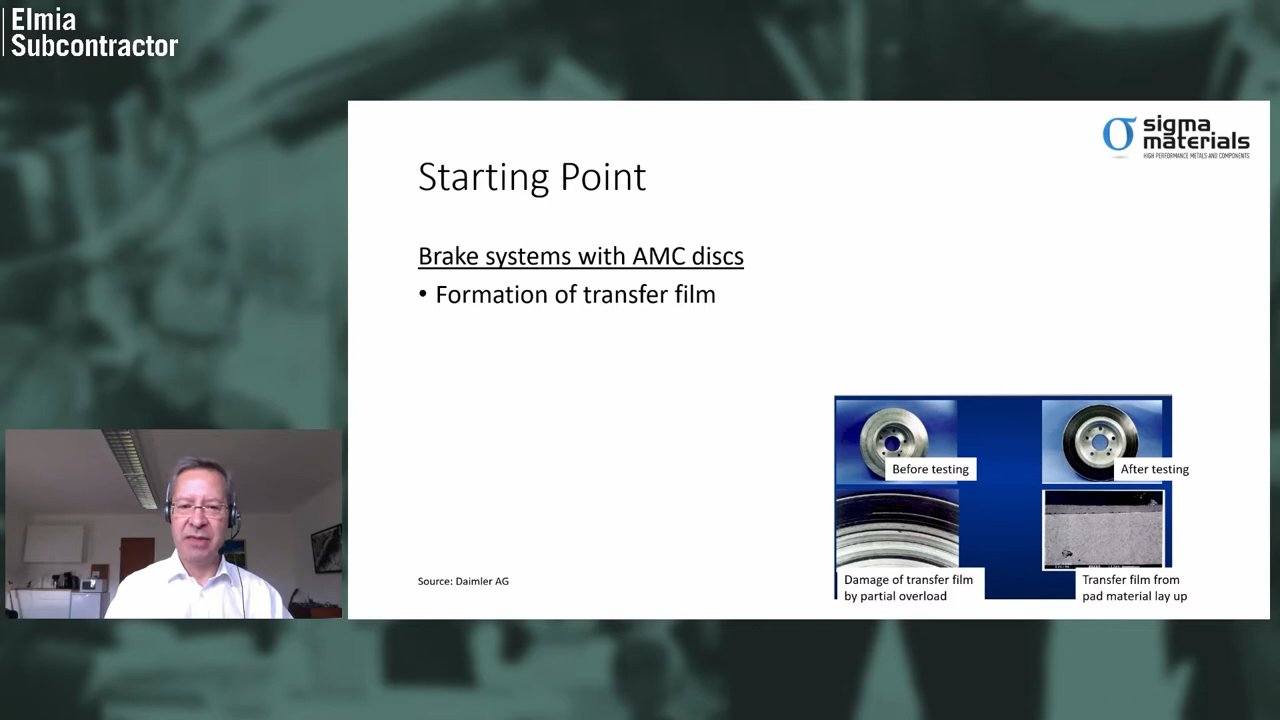 Elmia
Subcontractor
sigma
materials
HIGH PERFORMANCE METALS AND COMPONENTS
Starting Point
Brake systems with AMC discs
• Formation of transfer film
Before testing
After testing
Damage of transfer film
by partial overload
Transfer film from
pad material lay up
Source: Daimler AG